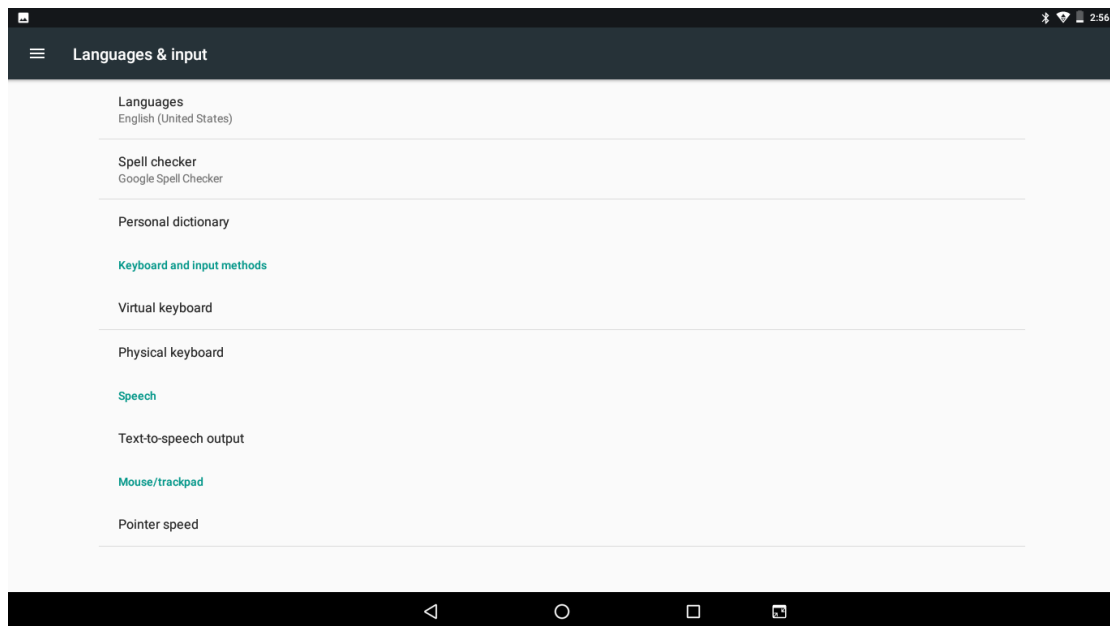 2:56
Languages & input
Languages
English (United States)
Spell checker
Google Spell Checker
Personal dictionary
Keyboard and input methods
Virtual keyboard
Physical keyboard
Speech
Text-to-speech output
Mouse/trackpad
Pointer speed